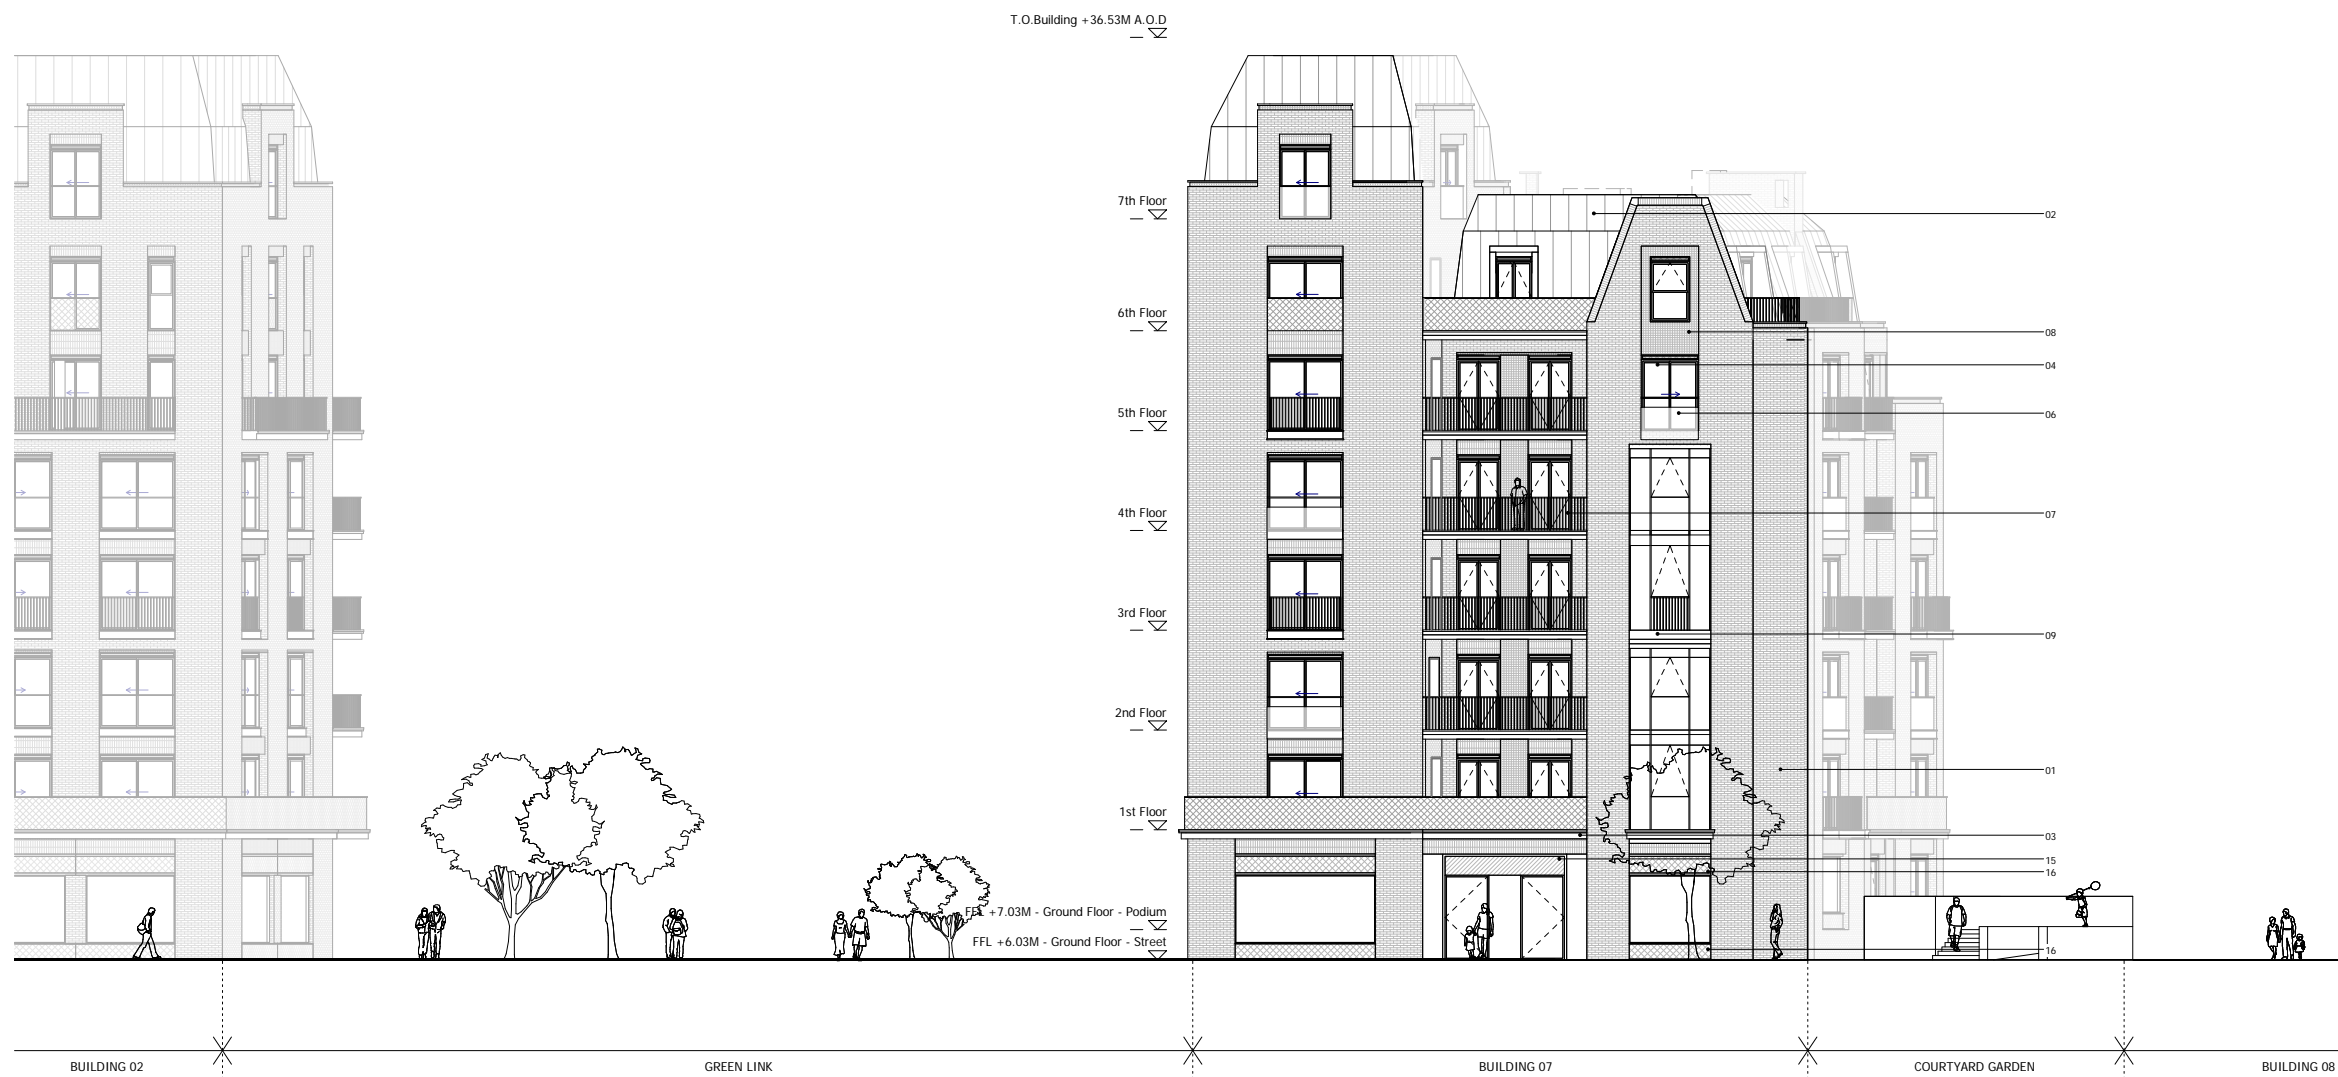 T.O.Building +36.53M A.O.D
7th Floor
02
6th Floor
08
04
5th Floor
06
4th Floor
07
3rd Floor
09
2nd Floor
01
1st Floor
03
15
16
FFL +7.03M - Ground Floor - Podium
FFL +6.03M - Ground Floor - Street
16
BUILDING 02
GREEN LINK
BUILDING 07
COURTYARD GARDEN
BUILDING 08